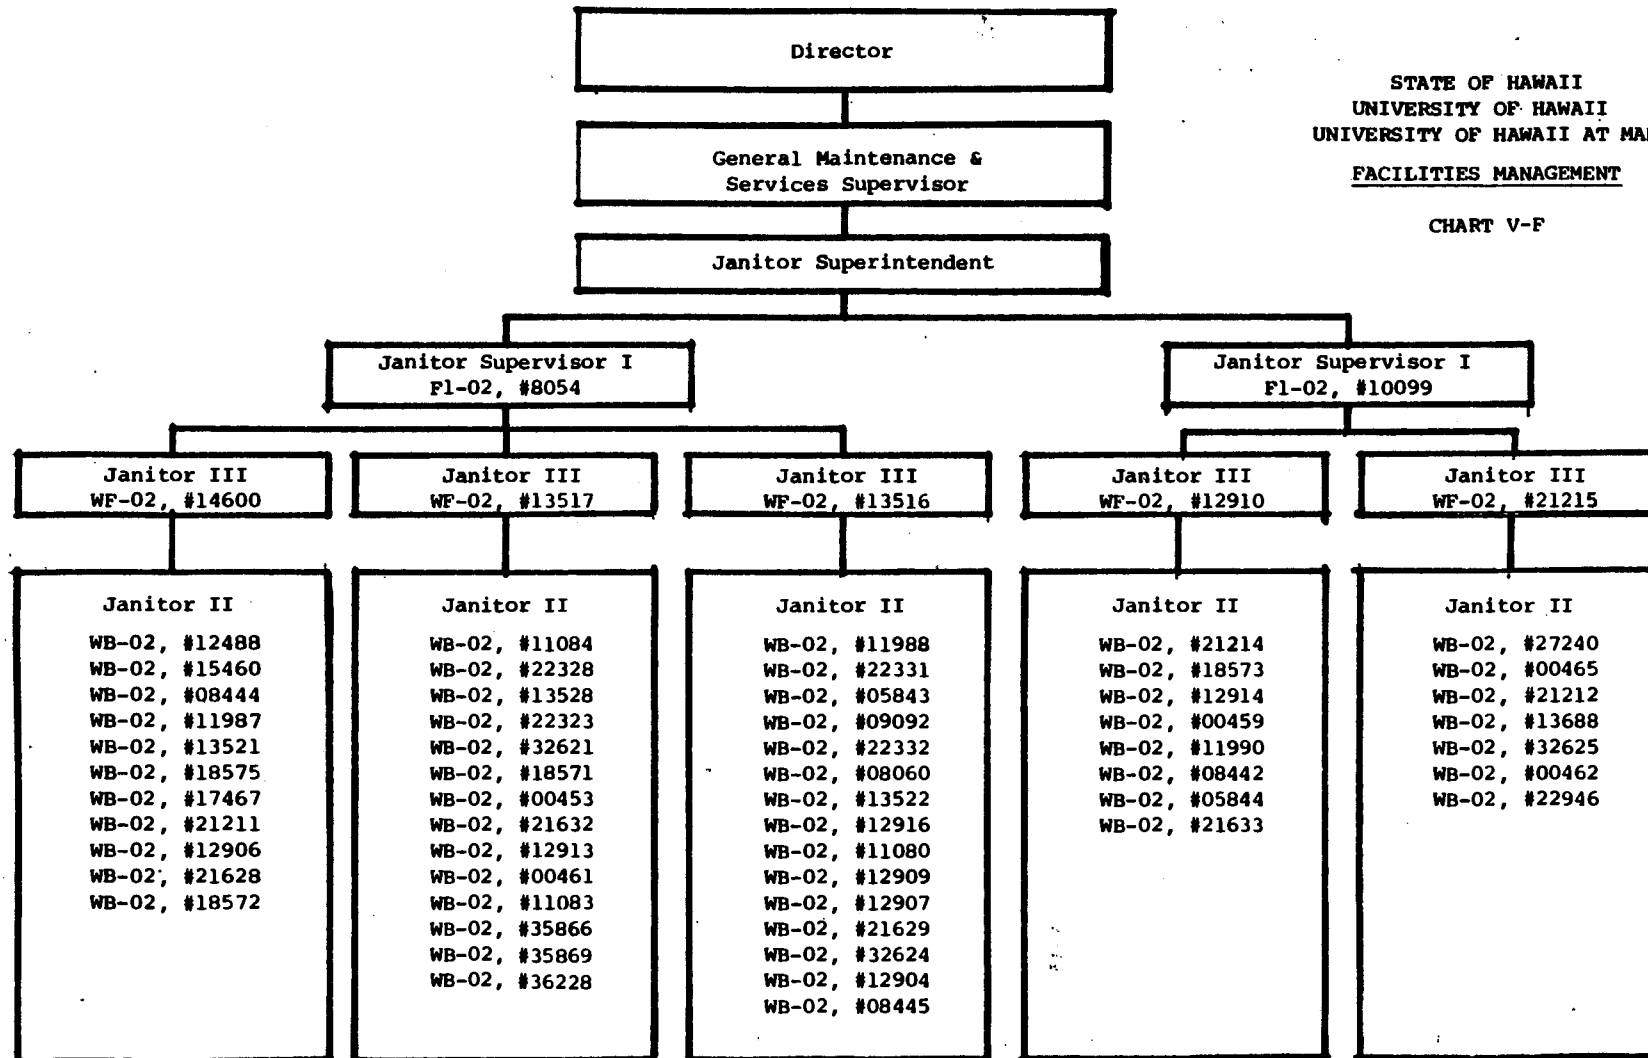 Director
STATE OF HAWAII
UNIVERSITY OF HAWAII
UNIVERSITY OF HAWAII AT
FACILITIES MANAGEMENT
CHART V-F
General Maintenance &
Services Supervisor
Janitor Superintendent
Janitor Supervisor I
F1-02, #8054
Janitor Supervisor I
F1-02, #10099
Janitor III
WF-02, #14600
Janitor III
WF-02, #13517
Janitor III
WF-02, #13516
Janitor III
WF-02, #12910
Janitor III
WF-02, #21215
Janitor II
WB-02, #12488
WB-02, #15460
WB-02, #08444
WB-02, #11987
WB-02, #13521
WB-02, #18575
WB-02, #17467
WB-02, #21211
WB-02, #12906
WB-02, #21628
WB-02, #18572
Janitor II
WB-02, #11084
WB-02, #22328
WB-02, #13528
WB-02, #22323
WB-02, #32621
WB-02, #18571
WB-02, #00453
WB-02, #21632
WB-02, #12913
WB-02, #00461
WB-02, #11083
WB-02, #35866
WB-02, #35869
WB-02, #36228
Janitor II
WB-02, #11988
WB-02, #22331
WB-02, #05843
WB-02, #09092
WB-02, #22332
WB-02, #08060
WB-02, #13522
WB-02, #12916
WB-02, #11080
WB-02, #12909
WB-02, #12907
WB-02, #21629
WB-02, #32624
WB-02, #12904
WB-02, #08445
Janitor II
WB-02, #21214
WB-02, #18573
WB-02, #12914
WB-02, #00459
WB-02, #11990
WB-02, #08442
WB-02, #05844
WB-02, #21633
Janitor II
WB-02, #27240
WB-02, #00465
WB-02, #21212
WB-02, #13688
WB-02, #32625
WB-02, #00462
WB-02, #22946